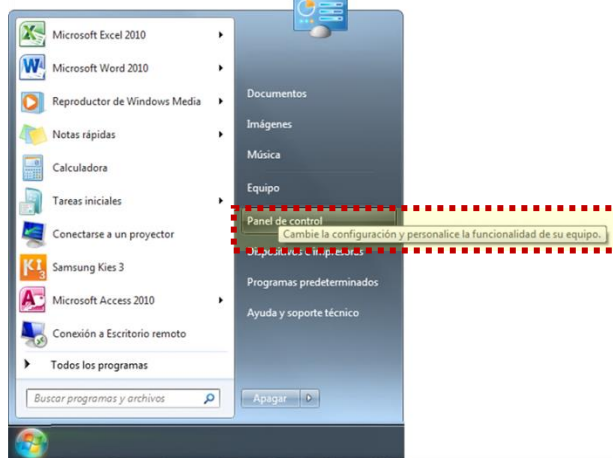 Microsoft Excel 2010
Microsoft Word 2010
Reproductor de Windows Media
Notas rápidas
Calculadora
Tareas iniciales
Conectarse a un proyector
Samsung Kies 3
Microsoft Access 2010
Conexión a Escritorio remoto
Todos los programas
Buscar programas y archivos
Documentos
Imágenes
Música
Equipo
Panel de control
Cambie la configuración y personalice la funcionalidad de su equipo.
Dispositivos e impresoras
Programas predeterminados
Ayuda y soporte técnico
Apagar